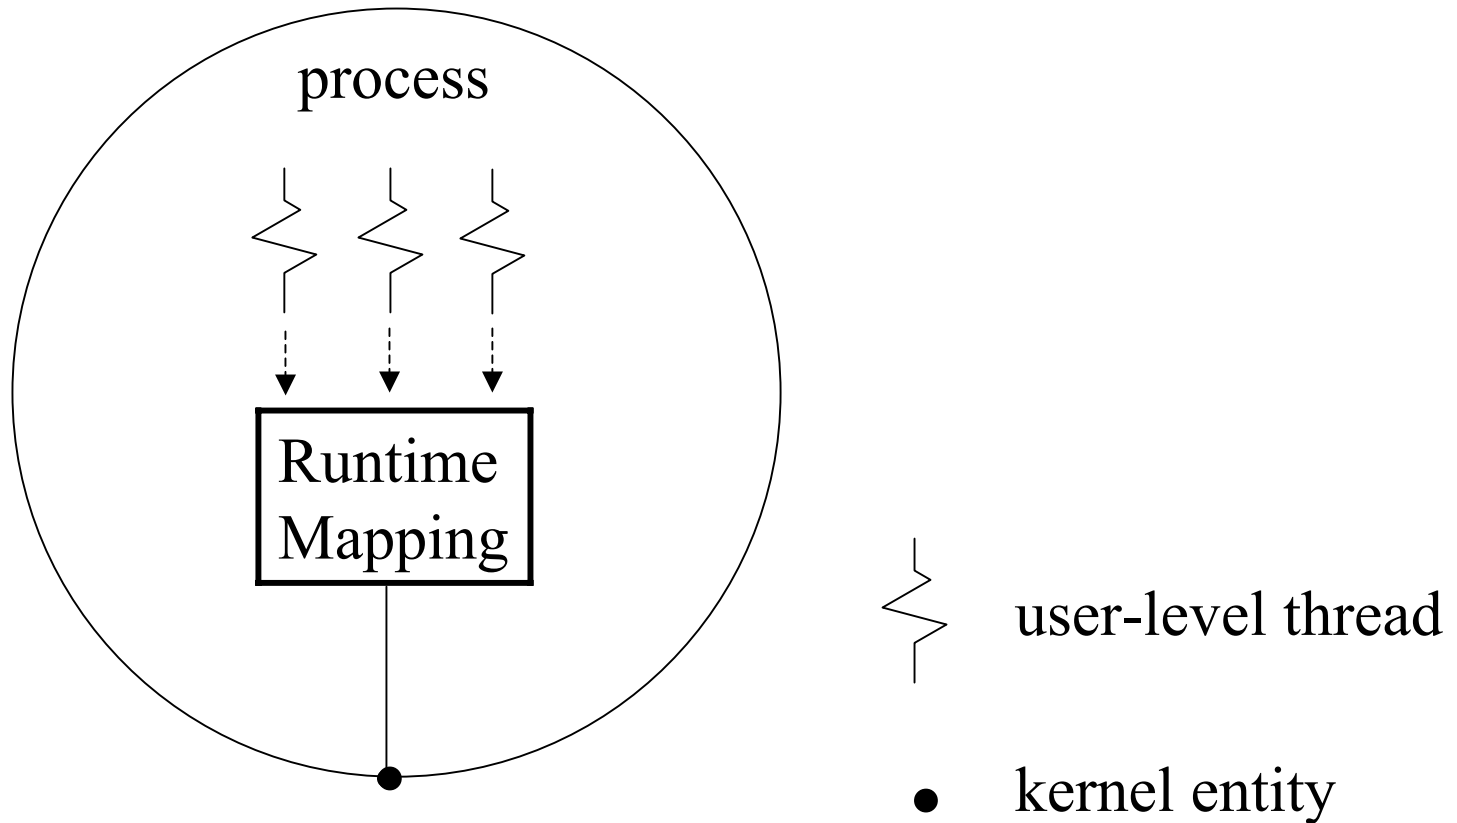 process
Runtime
Mapping
user-level thread
kernel entity